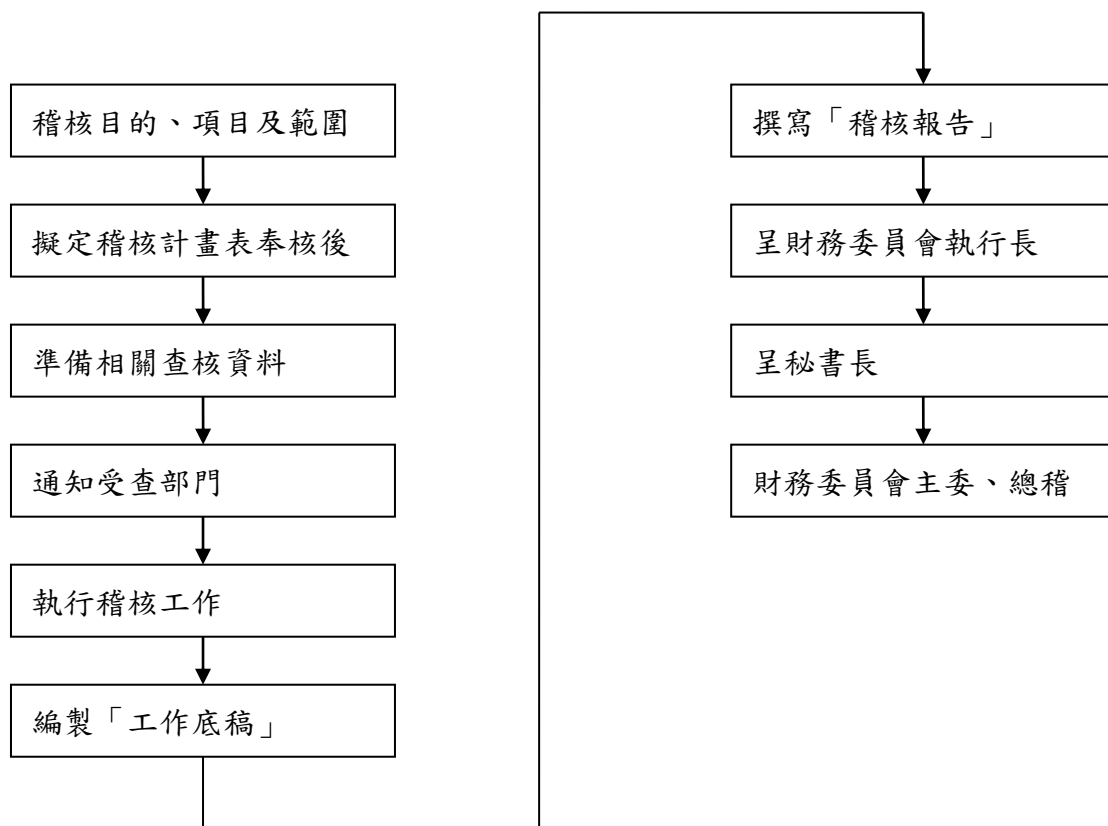 稽核目的、項目及範圍
擬定稽核計畫表奉核後
準備相關查核資料
通知受查部門
執行稽核工作
編製「工作底稿」
撰寫「稽核報告」
呈財務委員會執行長
呈秘書長
財務委員會主委、總稽